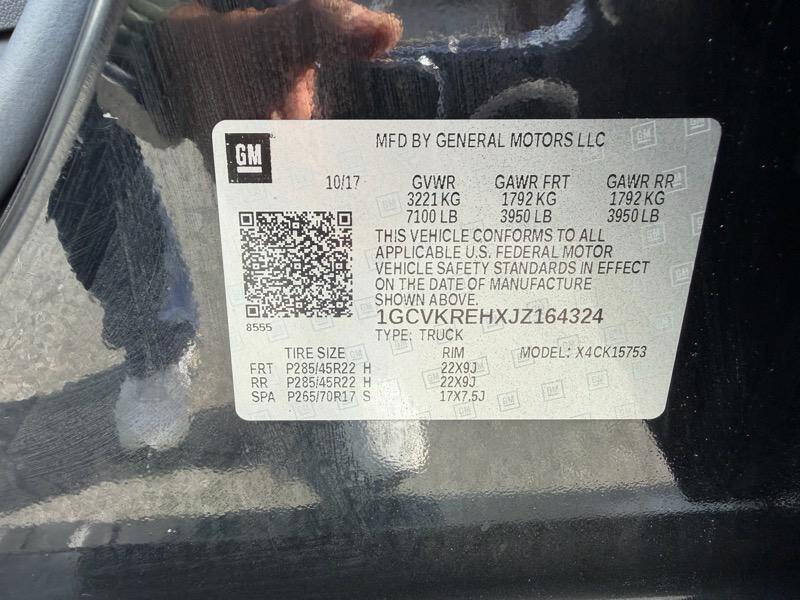 GM
MFD BY GENERAL MOTORS LLC
10/17 GVWR GAWR FRT GAWR RR
3221 KG 1792 KG 1792 KG
7100 LB 3950 LB 3950 LB
THIS VEHICLE CONFORMS TO ALL
APPLICABLE U.S. FEDERAL MOTOR
VEHICLE SAFETY STANDARDS IN EFFECT
ON THE DATE OF MANUFACTURE
SHOWN ABOVE.
1GCVKREHXJZ164324
8555
TYPE: TRUCK
TIRE SIZE RIM MODEL: X4CK15753
FRT P285/45R22 H 22X9J
RR P285/45R22 H 22X9J
SPA P265/70R17 S 17X7.5J